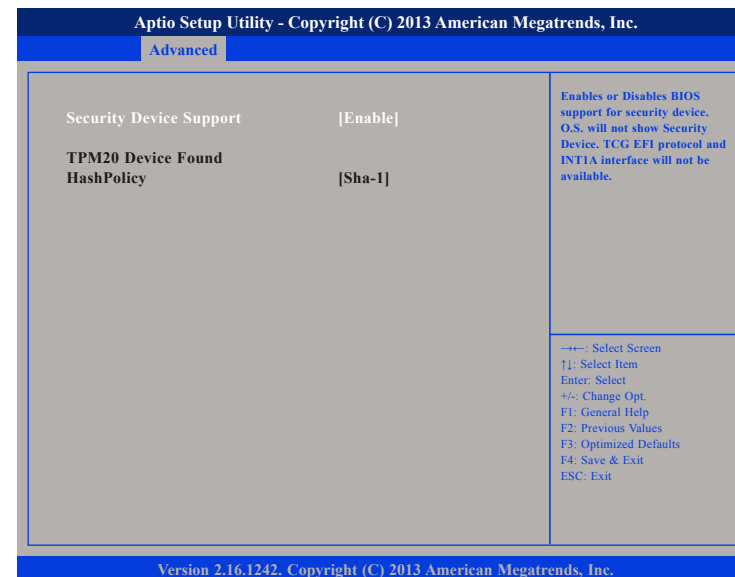 Aptio Setup Utility - Copyright (C) 2013 American Megatrends, Inc.
Advanced
Security Device Support [Enable]
TPM20 Device Found
HashPolicy [Sha-1]
Enables or Disables BIOS
support for security device.
O.S. will not show Security
Device. TCG EFI protocol and
INT1A interface will not be
available.
→←: Select Screen
↑↓: Select Item
Enter: Select
+/-: Change Opt.
F1: General Help
F2: Previous Values
F3: Optimized Defaults
F4: Save & Exit
ESC: Exit
Version 2.16.1242. Copyright (C) 2013 American Megatrends, Inc.